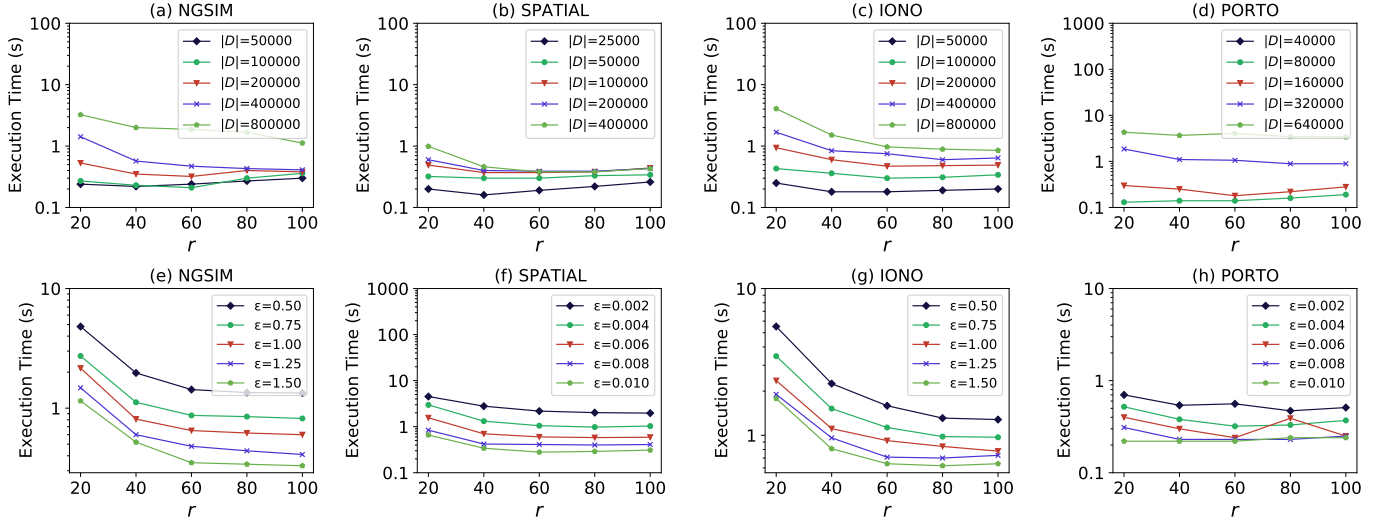 (a) NGSIM
Execution Time (s)
100
10
1
0.1
20 40 60 80 100
r
|D|=50000
|D|=100000
|D|=200000
|D|=400000
|D|=800000
(b) SPATIAL
Execution Time (s)
100
10
1
0.1
20 40 60 80 100
r
|D|=25000
|D|=50000
|D|=100000
|D|=200000
|D|=400000
(c) IONO
Execution Time (s)
100
10
1
0.1
20 40 60 80 100
r
|D|=50000
|D|=100000
|D|=200000
|D|=400000
|D|=800000
(d) PORTO
Execution Time (s)
1000
100
10
1
0.1
20 40 60 80 100
r
|D|=40000
|D|=80000
|D|=160000
|D|=320000
|D|=640000
(e) NGSIM
Execution Time (s)
10
1
20 40 60 80 100
r
ε=0.50
ε=0.75
ε=1.00
ε=1.25
ε=1.50
(f) SPATIAL
Execution Time (s)
1000
100
10
1
0.1
20 40 60 80 100
r
ε=0.002
ε=0.004
ε=0.006
ε=0.008
ε=0.010
(g) IONO
Execution Time (s)
10
1
20 40 60 80 100
r
ε=0.50
ε=0.75
ε=1.00
ε=1.25
ε=1.50
(h) PORTO
Execution Time (s)
10
1
0.1
20 40 60 80 100
r
ε=0.002
ε=0.004
ε=0.006
ε=0.008
ε=0.010